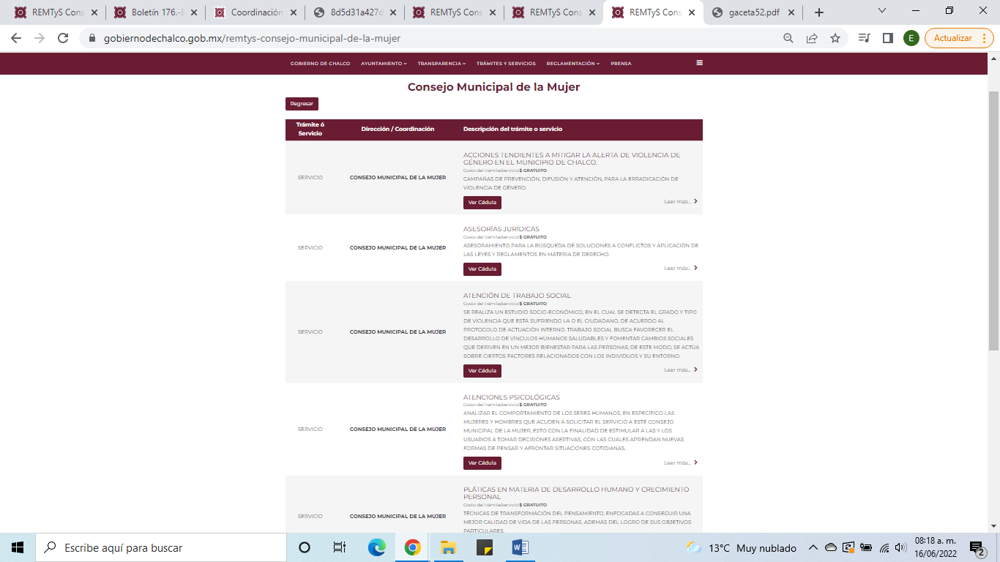 REMTyS Cons
Boletín 176.-E
Coordinación
8d5d31a427d
REMTyS Cons
REMTyS Cons
REMTyS Cons
gaceta52.pdf
gobiernodechalco.gob.mx/remtys-consejo-municipal-de-la-mujer
E
Actualizar
GOBIERNO DE CHALCO AYUNTAMIENTO TRANSPARENCIA TRÁMITES Y SERVICIOS REGLAMENTACIÓN PRENSA
Consejo Municipal de la Mujer
Regresar
Trámite ó
Servicio
Dirección / Coordinación
Descripción del trámite o servicio
SERVICIO
CONSEJO MUNICIPAL DE LA MUJER
ACCIONES TENDIENTES A MITIGAR LA ALERTA DE VIOLENCIA DE
GÉNERO EN EL MUNICIPIO DE CHALCO.
Costo del trámite/servicio:$ GRATUITO
CAMPAÑAS DE PREVENCIÓN, DIFUSIÓN Y ATENCIÓN, PARA LA ERRADICACIÓN DE
VIOLENCIA DE GÉNERO.
Ver Cédula
Leer más...
SERVICIO
CONSEJO MUNICIPAL DE LA MUJER
ASESORÍAS JURÍDICAS
Costo del trámite/servicio:$ GRATUITO
ASESORAMIENTO PARA LA BÚSQUEDA DE SOLUCIONES A CONFLICTOS Y APLICACIÓN DE
LAS LEYES Y REGLAMENTOS EN MATERIA DE DERECHO.
Ver Cédula
Leer más...
SERVICIO
CONSEJO MUNICIPAL DE LA MUJER
ATENCIÓN DE TRABAJO SOCIAL
Costo del trámite/servicio:$ GRATUITO
SE REALIZA UN ESTUDIO SOCIO-ECONÓMICO, EN EL CUAL SE DETECTA EL GRADO Y TIPO
DE VIOLENCIA QUE ESTÁ SUFRIENDO LA O EL CIUDADANO, DE ACUERDO AL
PROTOCOLO DE ACTUACIÓN INTERNO, TRABAJO SOCIAL BUSCA FAVORECER EL
DESARROLLO DE VÍNCULOS HUMANOS SALUDABLES Y FOMENTAR CAMBIOS SOCIALES
QUE DERIVEN EN UN MEJOR BIENESTAR PARA LAS PERSONAS; DE ESTE MODO, SE ACTÚA
SOBRE CIERTOS FACTORES RELACIONADOS CON LOS INDIVIDUOS Y SU ENTORNO.
Ver Cédula
Leer más...
SERVICIO
CONSEJO MUNICIPAL DE LA MUJER
ATENCIONES PSICOLÓGICAS
Costo del trámite/servicio:$ GRATUITO
ANALIZAR EL COMPORTAMIENTO DE LOS SERES HUMANOS, EN ESPECÍFICO LAS
MUJERES Y HOMBRES QUE ACUDEN A SOLICITAR EL SERVICIO A ESTE CONSEJO
MUNICIPAL DE LA MUJER, ESTO CON LA FINALIDAD DE ESTIMULAR A LAS Y LOS
USUARIOS A TOMAR DECISIONES ASERTIVAS, CON LAS CUALES APRENDAN NUEVAS
FORMAS DE PENSAR Y AFRONTAR SITUACIONES COTIDIANAS.
Ver Cédula
Leer más...
SERVICIO
CONSEJO MUNICIPAL DE LA MUJER
PLÁTICAS EN MATERIA DE DESARROLLO HUMANO Y CRECIMIENTO
PERSONAL
Costo del trámite/servicio:$ GRATUITO
TÉCNICAS DE TRANSFORMACIÓN DEL PENSAMIENTO, ENFOCADAS A CONSEGUIR UNA
MEJOR CALIDAD DE VIDA DE LAS PERSONAS, ADEMÁS DEL LOGRO DE SUS OBJETIVOS
PARTICULARES.
Escribe aquí para buscar
13°C Muy nublado
08:18 a. m.
16/06/2022
2